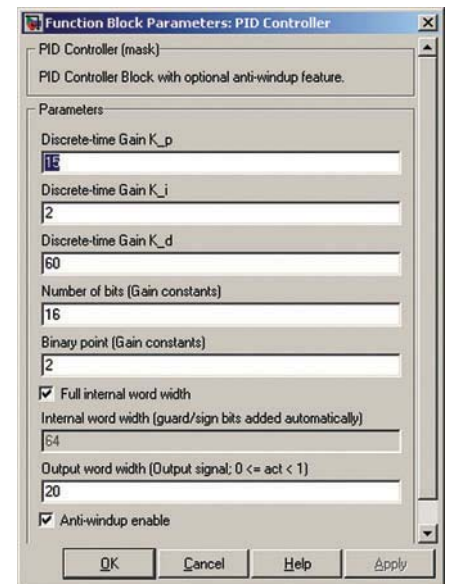 Function Block Parameters: PID Controller
PID Controller (mask)
PID Controller Block with optional anti-windup feature.
Parameters
Discrete-time Gain K_p
15
Discrete-time Gain K_i
2
Discrete-time Gain K_d
60
Number of bits (Gain constants)
16
Binary point (Gain constants)
2
Full internal word width
Internal word width (guard/sign bits added automatically)
64
Output word width (Output signal; 0 <= act < 1)
20
Anti-windup enable
OK Cancel Help Apply